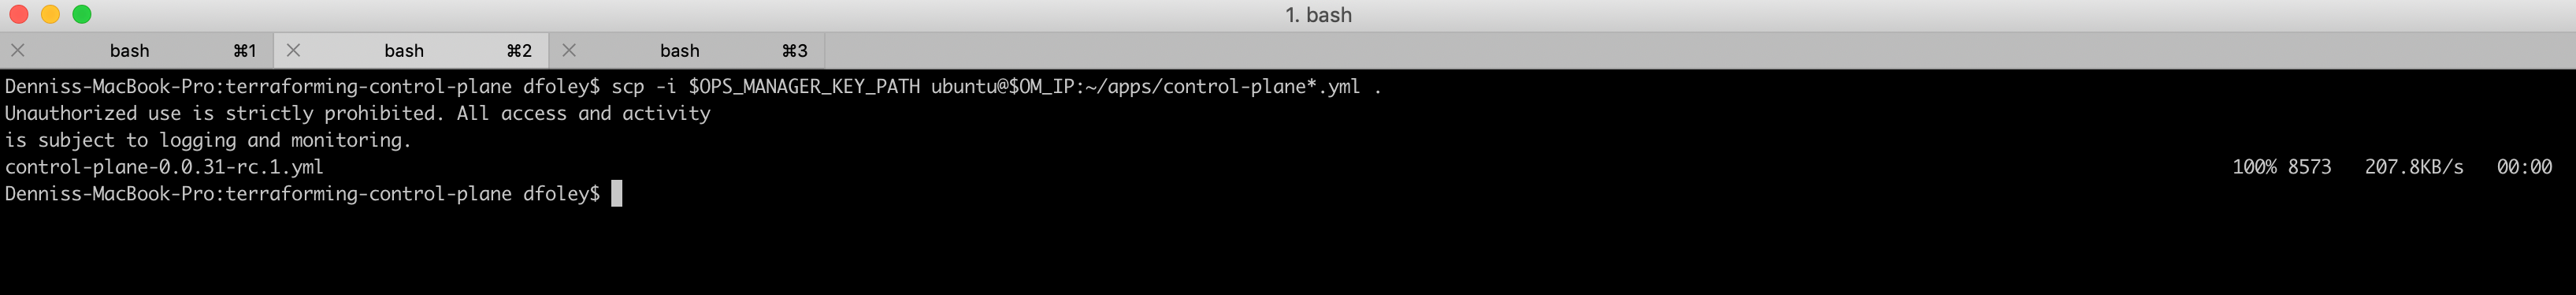 1. bash
bash ⌘1 bash ⌘2 bash ⌘3
Denniss-MacBook-Pro:terraforming-control-plane dfoley$ scp -i $OPS_MANAGER_KEY_PATH ubuntu@$OM_IP:~/apps/control-plane*.yml .
Unauthorized use is strictly prohibited. All access and activity
is subject to logging and monitoring.
control-plane-0.0.31-rc.1.yml 100% 8573 207.8KB/s 00:00
Denniss-MacBook-Pro:terraforming-control-plane dfoley$